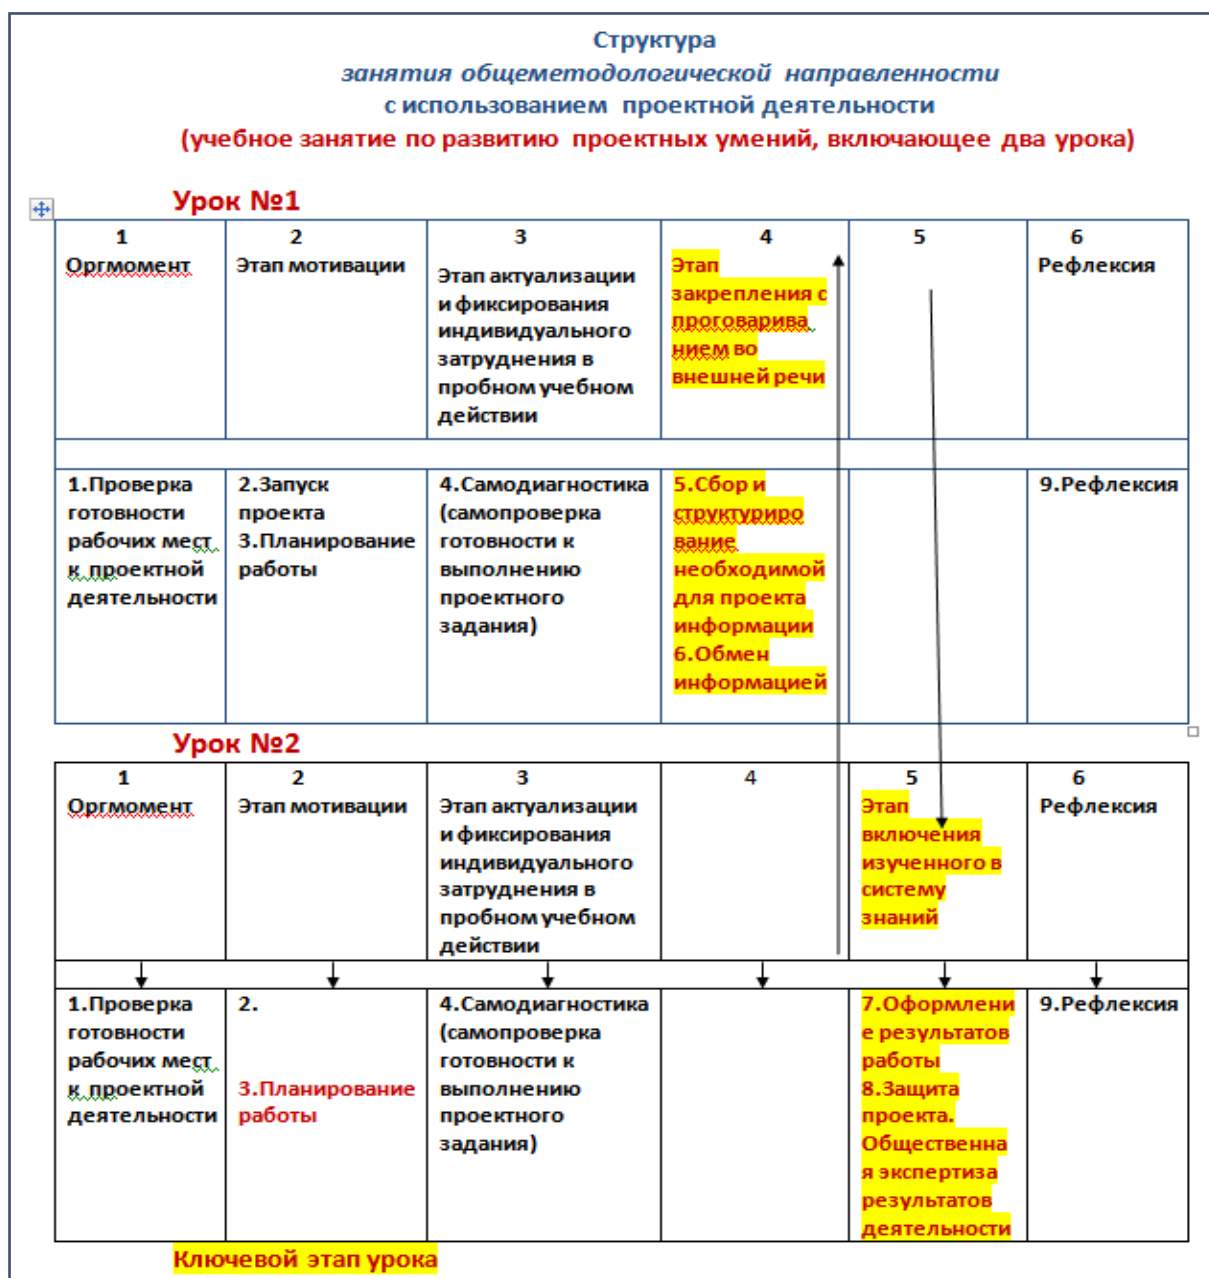 Структура
занятия общеметодологической направленности
с использованием проектной деятельности
(учебное занятие по развитию проектных умений, включающее два урока)
Урок №1
1
Оргмомент
2
Этап мотивации
3
Этап актуализации
и фиксирования
индивидуального
затруднения в
пробном учебном
действии
4
Этап
закрепления с
проговарива
нием во
внешней речи
5
6
Рефлексия
1.Проверка
готовности
рабочих мест
к проектной
деятельности
2.Запуск
проекта
3.Планирование
работы
4.Самодиагностика
(самопроверка
готовности к
выполнению
проектного
задания)
5.Сбор и
структуриро
вание
необходимой
для проекта
информации
6.Обмен
информацией
9.Рефлексия
Урок №2
1
Оргмомент
2
Этап мотивации
3
Этап актуализации
и фиксирования
индивидуального
затруднения в
пробном учебном
действии
4
5
Этап
включения
изученного в
систему
знаний
6
Рефлексия
1.Проверка
готовности
рабочих мест
к проектной
деятельности
2.
3.Планирование
работы
4.Самодиагностика
(самопроверка
готовности к
выполнению
проектного
задания)
7.Оформлени
е результатов
работы
8.Защита
проекта.
Общественна
я экспертиза
результатов
деятельности
9.Рефлексия
Ключевой этап урока